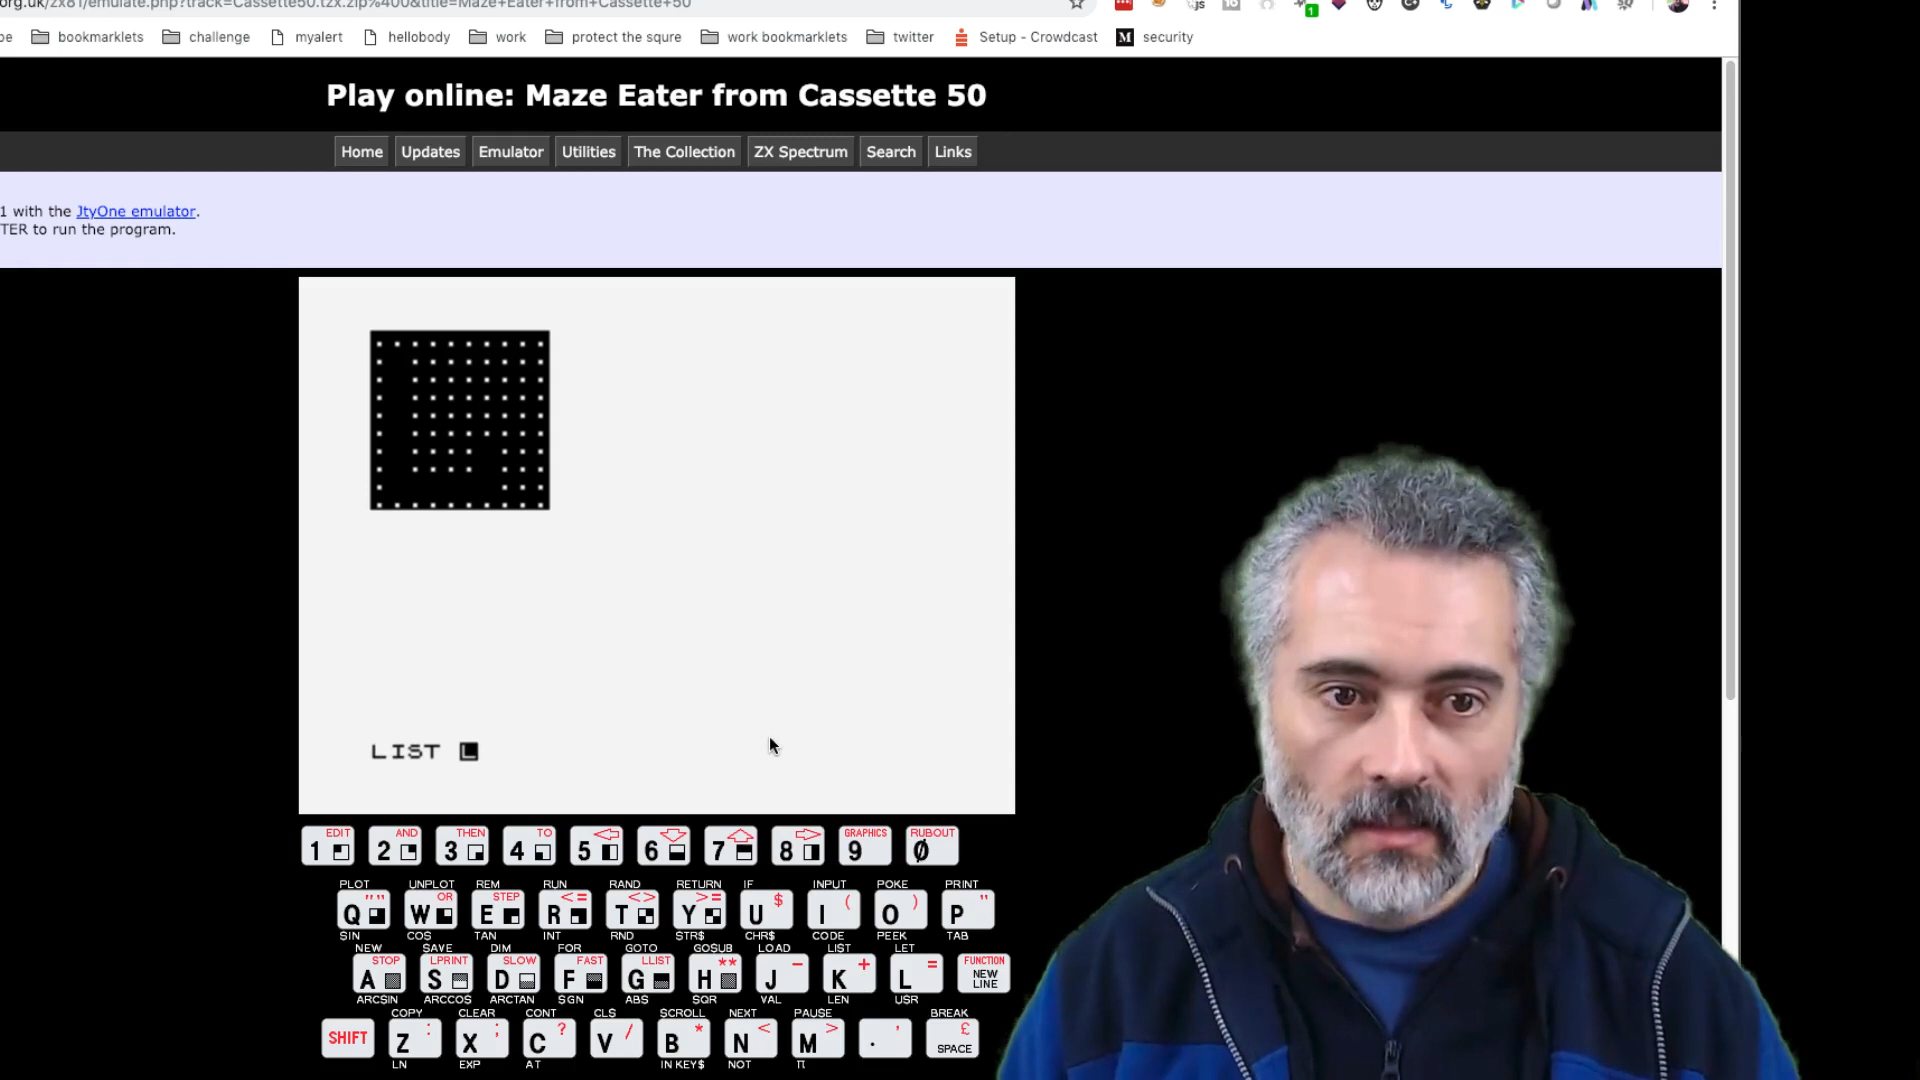 org.uk/zx81/emulate.php?track=Cassette50.tzx.zip%400&title=Maze+Eater+from+Cassette+50
bookmarklets challenge myalert hellobody work protect the squre work bookmarklets twitter Setup - Crowdcast M security
Play online: Maze Eater from Cassette 50
Home Updates Emulator Utilities The Collection ZX Spectrum Search Links
1 with the JtyOne emulator.
TER to run the program.
LIST L
EDIT AND THEN TO GRAPHICS RUBOUT
1 2 3 4 5 6 7 8 9 0
PLOT UNPLOT REM RUN RAND RETURN IF INPUT POKE PRINT
"" OR STEP <= <> >= $ ( ) "
Q W E R T Y U I O P
SIN COS TAN INT RND STR$ CHR$ CODE PEEK TAB
NEW SAVE DIM FOR GOTO GOSUB LOAD LIST LET
STOP LPRINT SLOW FAST LLIST ** - + = FUNCTION
A S D F G H J K L NEW LINE
ARCSIN ARCCOS ARCTAN SGN ABS SQR VAL LEN USR
COPY CLEAR CONT CLS SCROLL NEXT PAUSE BREAK
: ; ? / * < > , £
SHIFT Z X C V B N M . SPACE
LN EXP AT INKEY$ NOT π